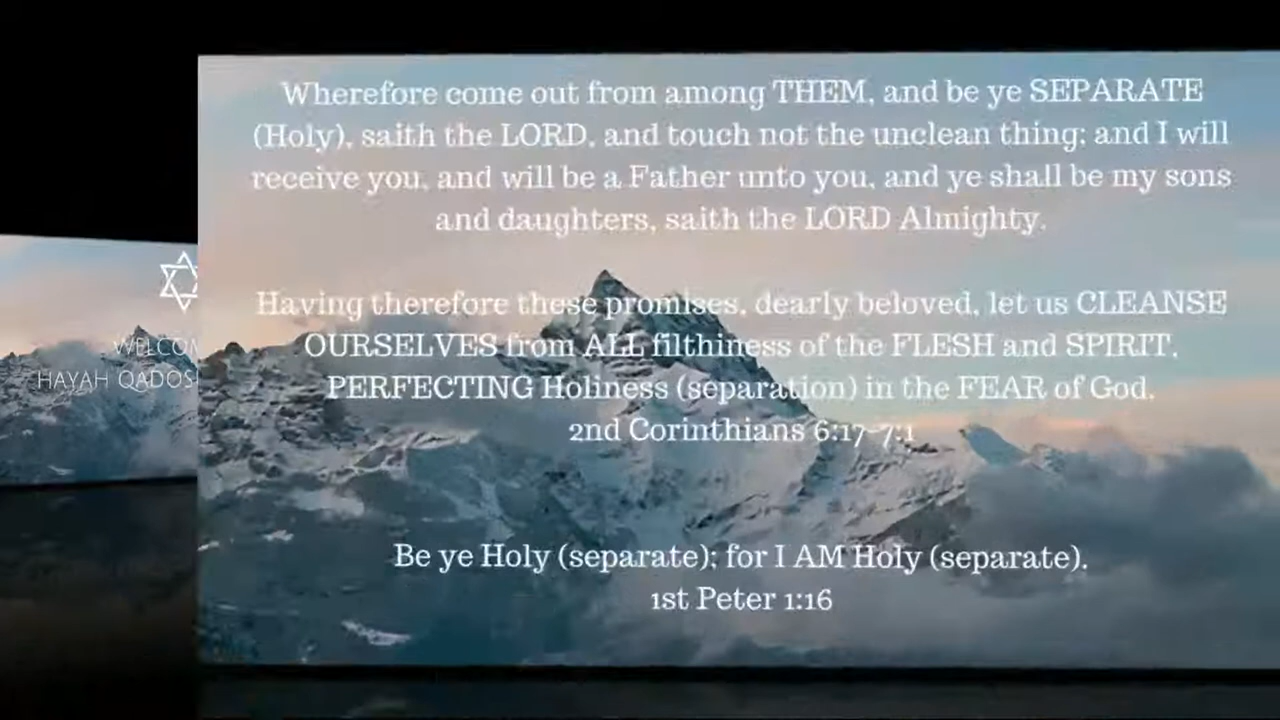 Wherefore come out from among THEM, and be ye SEPARATE
(Holy), saith the LORD, and touch not the unclean thing; and I will
receive you, and will be a Father unto you, and ye shall be my sons
and daughters, saith the LORD Almighty.
Having therefore these promises, dearly beloved, let us CLEANSE
OURSELVES from ALL filthiness of the FLESH and SPIRIT,
PERFECTING Holiness (separation) in the FEAR of God.
2nd Corinthians 6:17-7:1
Be ye Holy (separate); for I AM Holy (separate).
1st Peter 1:16
HAYAH